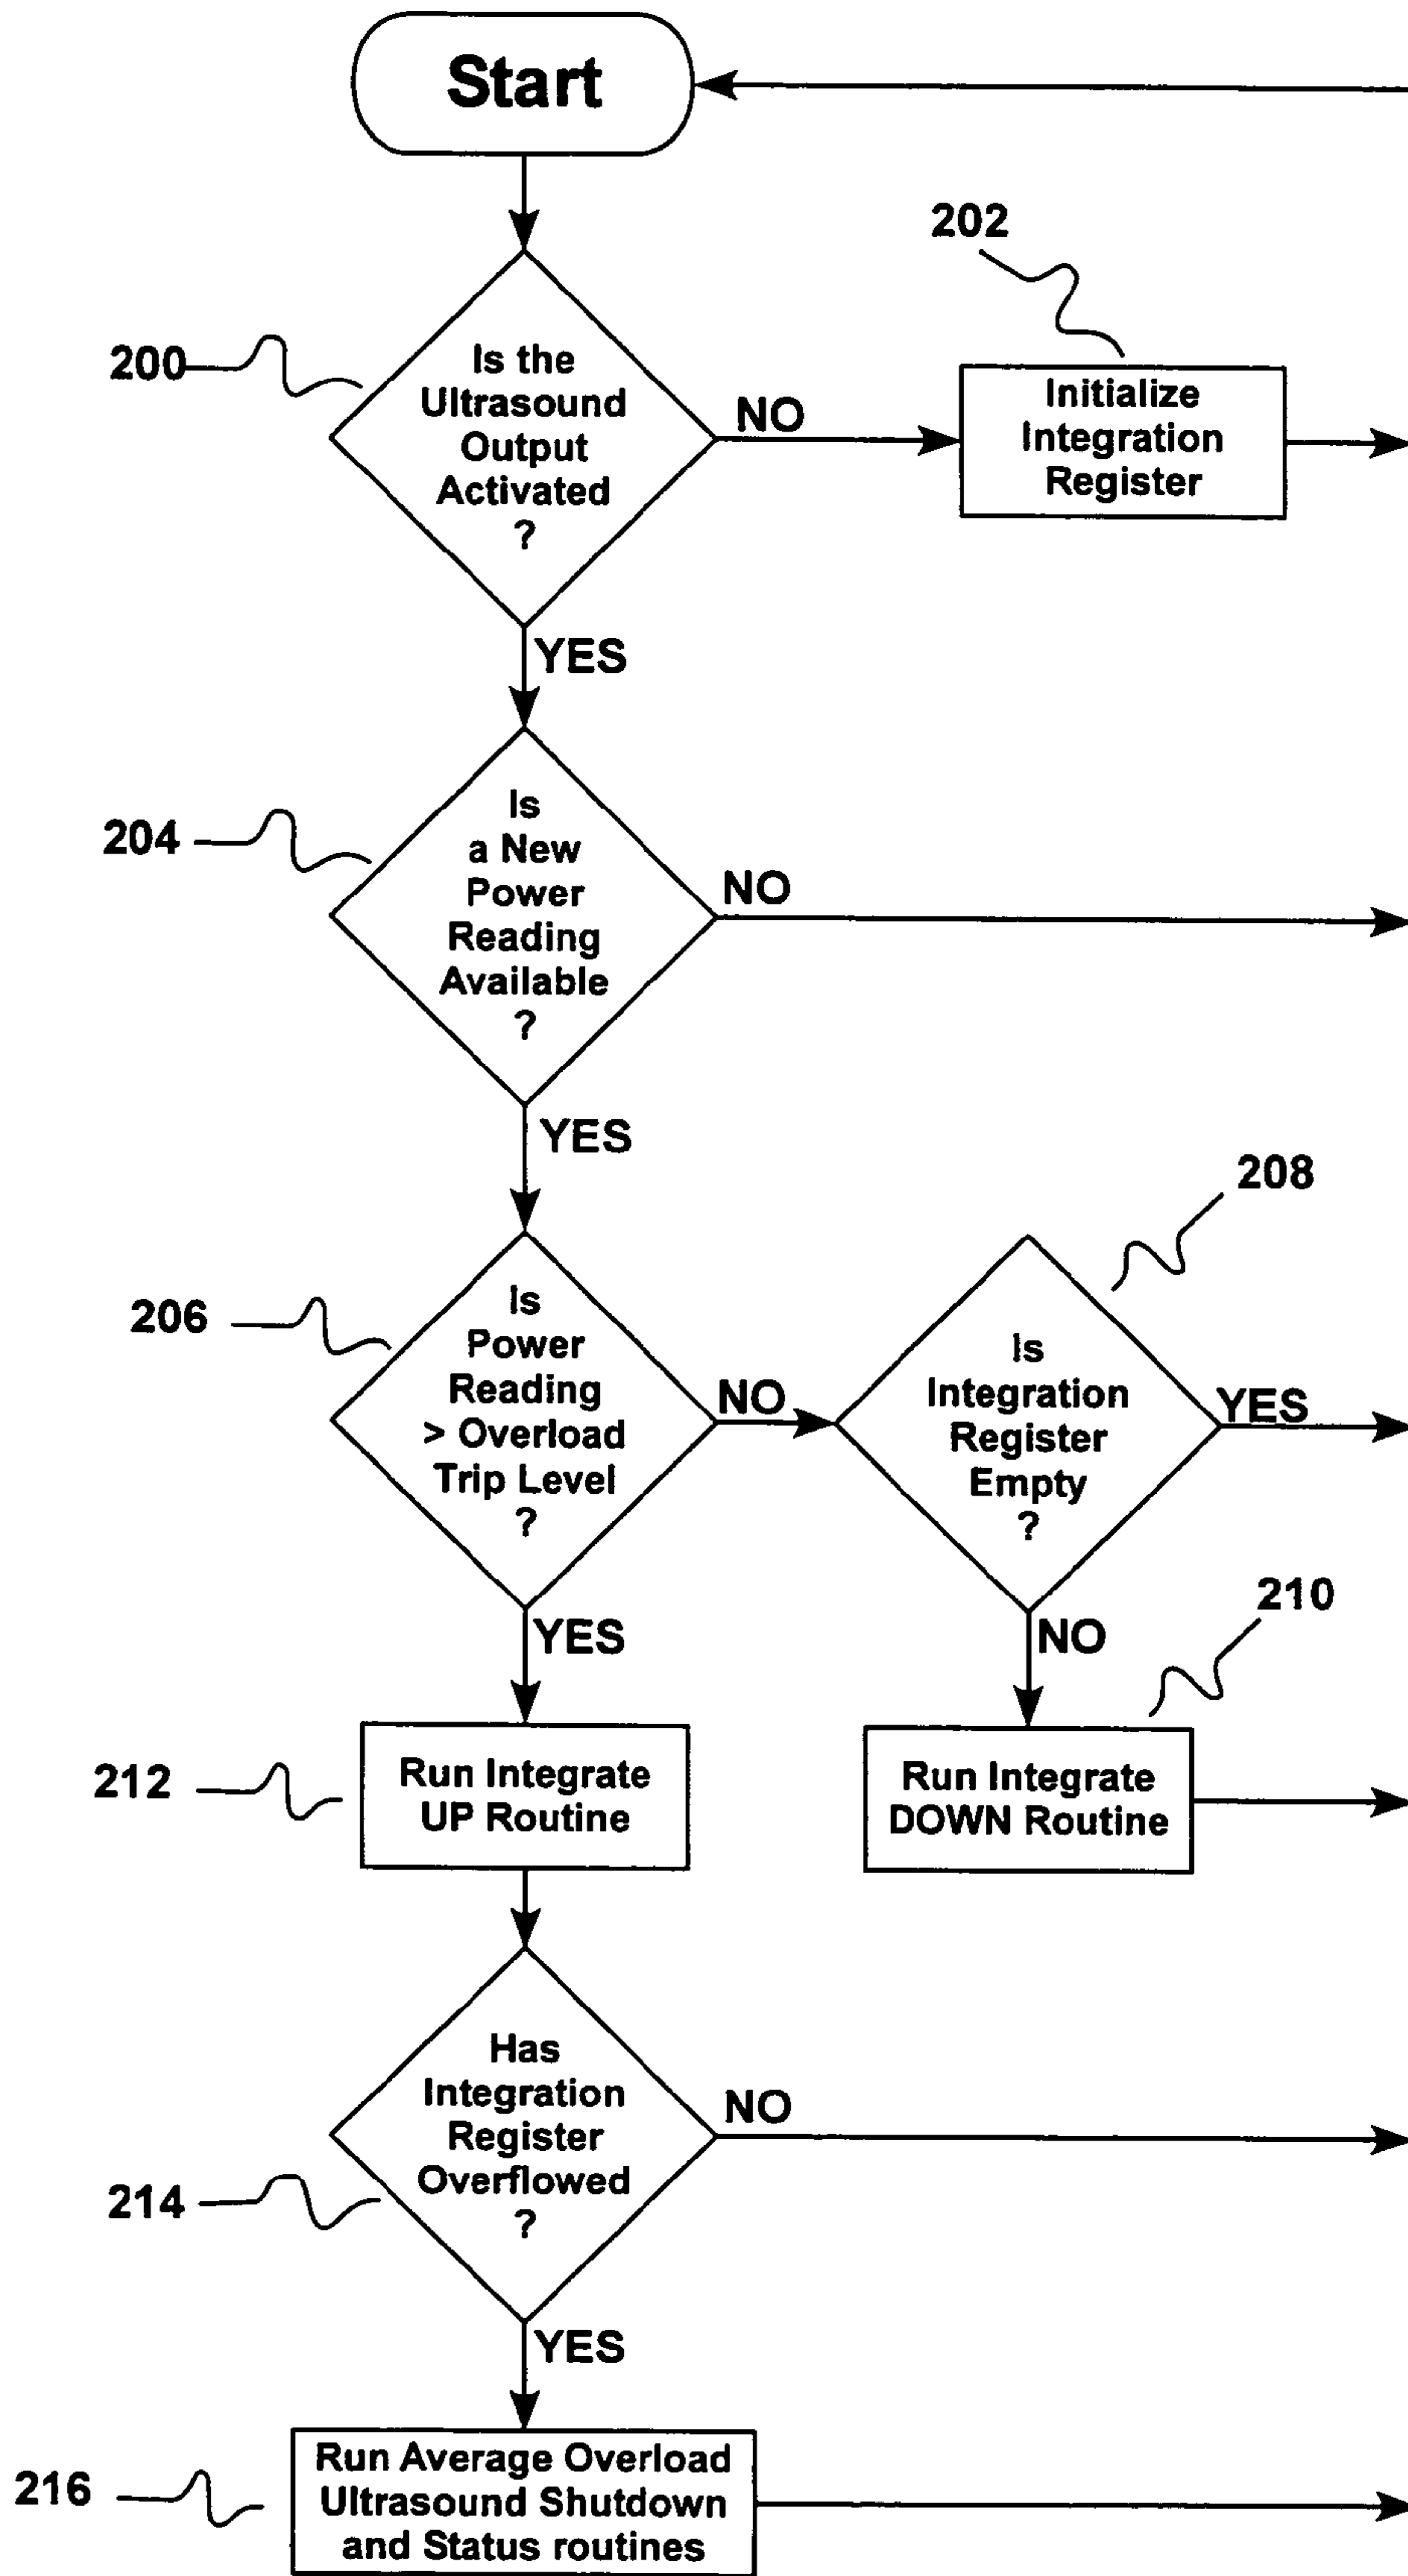 Start
202
200
Is the
Ultrasound
Output
Activated
?
NO
Initialize
Integration
Register
YES
204
Is
a New
Power
Reading
Available
?
NO
YES
208
206
Is
Power
Reading
> Overload
Trip Level
?
NO
Is
Integration
Register
Empty
?
YES
210
YES
NO
212
Run Integrate
UP Routine
Run Integrate
DOWN Routine
Has
Integration
Register
Overflowed
?
NO
214
YES
216
Run Average Overload
Ultrasound Shutdown
and Status routines